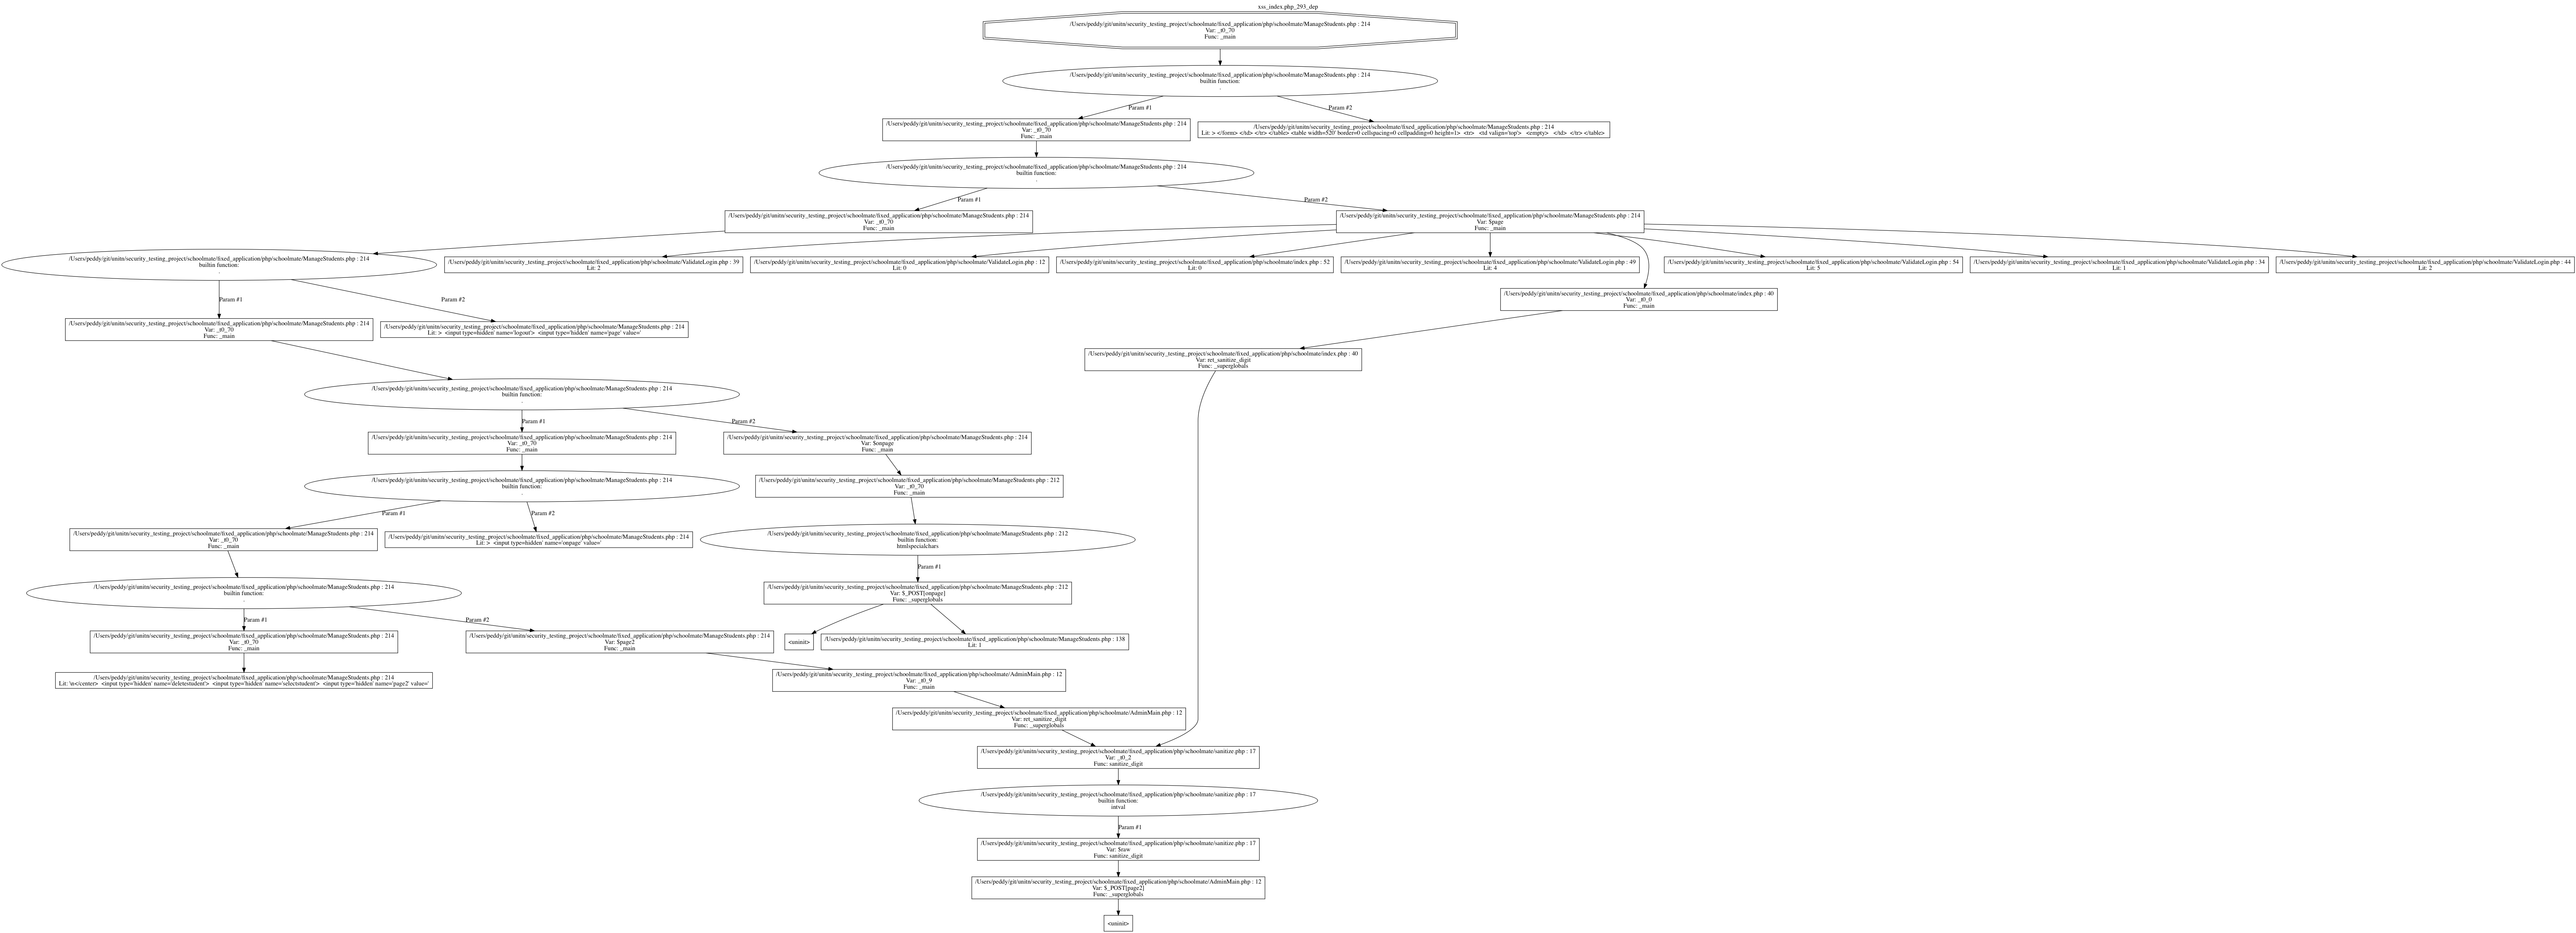 xss_index.php_293_dep
/Users/peddy/git/unitn/security_testing_project/schoolmate/fixed_application/php/schoolmate/ManageStudents.php : 214
Var: _t0_70
Func: _main
/Users/peddy/git/unitn/security_testing_project/schoolmate/fixed_application/php/schoolmate/ManageStudents.php : 214
builtin function:
.
Param #1
Param #2
/Users/peddy/git/unitn/security_testing_project/schoolmate/fixed_application/php/schoolmate/ManageStudents.php : 214
Var: _t0_70
Func: _main
/Users/peddy/git/unitn/security_testing_project/schoolmate/fixed_application/php/schoolmate/ManageStudents.php : 214
Lit: > </form> </td> </tr> </table> <table width=520' border=0 cellspacing=0 cellpadding=0 height=1>  <tr>   <td valign='top'>   <empty>   </td>  </tr> </table>
/Users/peddy/git/unitn/security_testing_project/schoolmate/fixed_application/php/schoolmate/ManageStudents.php : 214
builtin function:
.
Param #1
Param #2
/Users/peddy/git/unitn/security_testing_project/schoolmate/fixed_application/php/schoolmate/ManageStudents.php : 214
Var: _t0_70
Func: _main
/Users/peddy/git/unitn/security_testing_project/schoolmate/fixed_application/php/schoolmate/ManageStudents.php : 214
Var: $page
Func: _main
/Users/peddy/git/unitn/security_testing_project/schoolmate/fixed_application/php/schoolmate/ManageStudents.php : 214
builtin function:
.
/Users/peddy/git/unitn/security_testing_project/schoolmate/fixed_application/php/schoolmate/ValidateLogin.php : 39
Lit: 2
/Users/peddy/git/unitn/security_testing_project/schoolmate/fixed_application/php/schoolmate/ValidateLogin.php : 12
Lit: 0
/Users/peddy/git/unitn/security_testing_project/schoolmate/fixed_application/php/schoolmate/index.php : 52
Lit: 0
/Users/peddy/git/unitn/security_testing_project/schoolmate/fixed_application/php/schoolmate/ValidateLogin.php : 49
Lit: 4
/Users/peddy/git/unitn/security_testing_project/schoolmate/fixed_application/php/schoolmate/ValidateLogin.php : 54
Lit: 5
/Users/peddy/git/unitn/security_testing_project/schoolmate/fixed_application/php/schoolmate/ValidateLogin.php : 34
Lit: 1
/Users/peddy/git/unitn/security_testing_project/schoolmate/fixed_application/php/schoolmate/ValidateLogin.php : 44
Lit: 2
Param #1
Param #2
/Users/peddy/git/unitn/security_testing_project/schoolmate/fixed_application/php/schoolmate/index.php : 40
Var: _t0_0
Func: _main
/Users/peddy/git/unitn/security_testing_project/schoolmate/fixed_application/php/schoolmate/ManageStudents.php : 214
Var: _t0_70
Func: _main
/Users/peddy/git/unitn/security_testing_project/schoolmate/fixed_application/php/schoolmate/ManageStudents.php : 214
Lit: >  <input type=hidden' name='logout'>  <input type='hidden' name='page' value='
/Users/peddy/git/unitn/security_testing_project/schoolmate/fixed_application/php/schoolmate/index.php : 40
Var: ret_sanitize_digit
Func: _superglobals
/Users/peddy/git/unitn/security_testing_project/schoolmate/fixed_application/php/schoolmate/ManageStudents.php : 214
builtin function:
.
Param #1
Param #2
/Users/peddy/git/unitn/security_testing_project/schoolmate/fixed_application/php/schoolmate/ManageStudents.php : 214
Var: _t0_70
Func: _main
/Users/peddy/git/unitn/security_testing_project/schoolmate/fixed_application/php/schoolmate/ManageStudents.php : 214
Var: $onpage
Func: _main
/Users/peddy/git/unitn/security_testing_project/schoolmate/fixed_application/php/schoolmate/ManageStudents.php : 214
builtin function:
.
/Users/peddy/git/unitn/security_testing_project/schoolmate/fixed_application/php/schoolmate/ManageStudents.php : 212
Var: _t0_70
Func: _main
Param #1
Param #2
/Users/peddy/git/unitn/security_testing_project/schoolmate/fixed_application/php/schoolmate/ManageStudents.php : 214
Var: _t0_70
Func: _main
/Users/peddy/git/unitn/security_testing_project/schoolmate/fixed_application/php/schoolmate/ManageStudents.php : 214
Lit: >  <input type=hidden' name='onpage' value='
/Users/peddy/git/unitn/security_testing_project/schoolmate/fixed_application/php/schoolmate/ManageStudents.php : 212
builtin function:
htmlspecialchars
Param #1
/Users/peddy/git/unitn/security_testing_project/schoolmate/fixed_application/php/schoolmate/ManageStudents.php : 214
builtin function:
.
/Users/peddy/git/unitn/security_testing_project/schoolmate/fixed_application/php/schoolmate/ManageStudents.php : 212
Var: $_POST[onpage]
Func: _superglobals
Param #1
Param #2
/Users/peddy/git/unitn/security_testing_project/schoolmate/fixed_application/php/schoolmate/ManageStudents.php : 214
Var: _t0_70
Func: _main
/Users/peddy/git/unitn/security_testing_project/schoolmate/fixed_application/php/schoolmate/ManageStudents.php : 214
Var: $page2
Func: _main
<uninit>
/Users/peddy/git/unitn/security_testing_project/schoolmate/fixed_application/php/schoolmate/ManageStudents.php : 138
Lit: 1
/Users/peddy/git/unitn/security_testing_project/schoolmate/fixed_application/php/schoolmate/ManageStudents.php : 214
Lit: '\n</center>  <input type='hidden' name='deletestudent'>  <input type='hidden' name='selectstudent'>  <input type='hidden' name='page2' value='
/Users/peddy/git/unitn/security_testing_project/schoolmate/fixed_application/php/schoolmate/AdminMain.php : 12
Var: _t0_9
Func: _main
/Users/peddy/git/unitn/security_testing_project/schoolmate/fixed_application/php/schoolmate/AdminMain.php : 12
Var: ret_sanitize_digit
Func: _superglobals
/Users/peddy/git/unitn/security_testing_project/schoolmate/fixed_application/php/schoolmate/sanitize.php : 17
Var: _t0_2
Func: sanitize_digit
/Users/peddy/git/unitn/security_testing_project/schoolmate/fixed_application/php/schoolmate/sanitize.php : 17
builtin function:
intval
Param #1
/Users/peddy/git/unitn/security_testing_project/schoolmate/fixed_application/php/schoolmate/sanitize.php : 17
Var: $raw
Func: sanitize_digit
/Users/peddy/git/unitn/security_testing_project/schoolmate/fixed_application/php/schoolmate/AdminMain.php : 12
Var: $_POST[page2]
Func: _superglobals
<uninit>